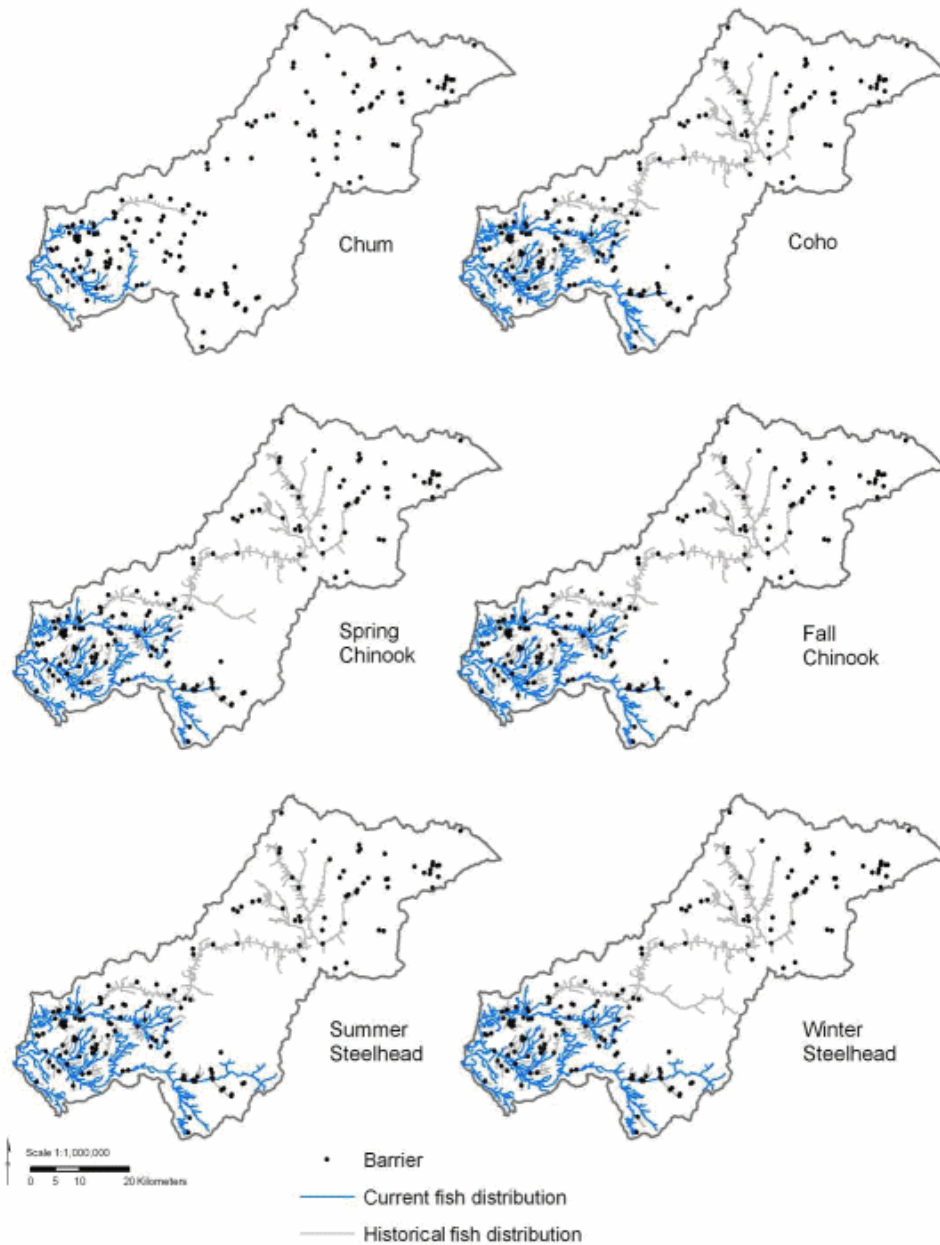 Chum
Coho
Spring
Chinook
Fall
Chinook
Summer
Steelhead
Winter
Steelhead
Scale 1:1,000,000
0 5 10 20 Kilometers
Barrier
Current fish distribution
Historical fish distribution